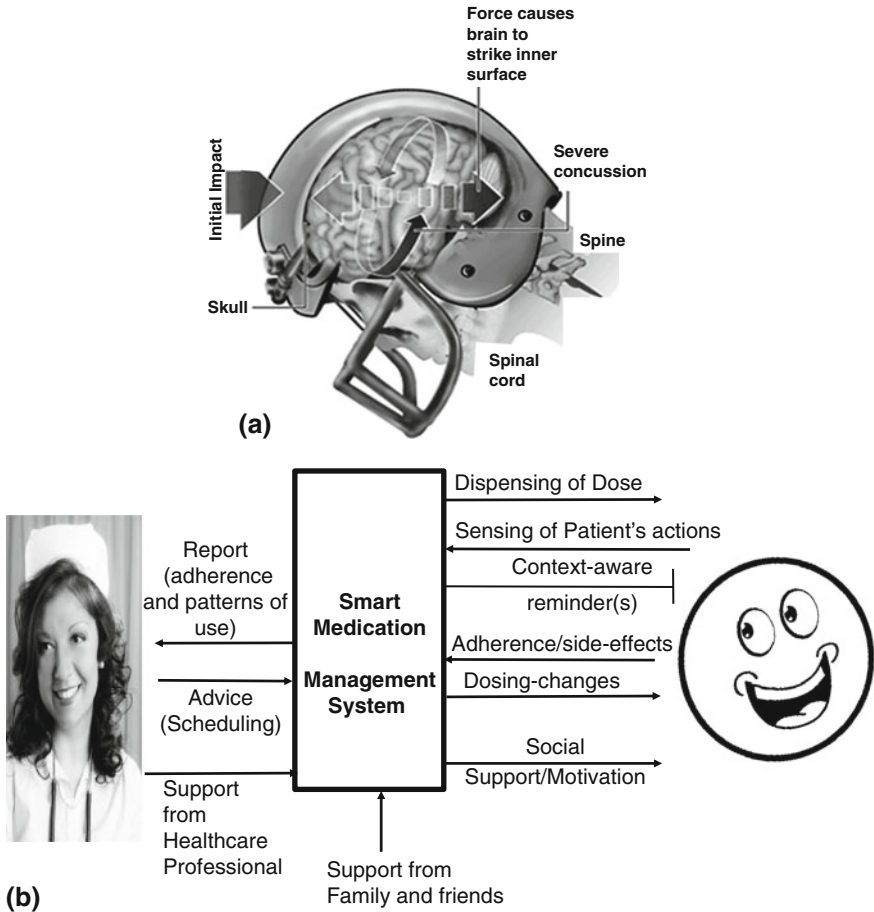 Force causes
brain to
strike inner
surface
Severe
concussion
Initial Impact
Spine
Skull
Spinal
cord
(a)
Dispensing of Dose
Sensing of Patient's actions
Report
(adherence
and patterns of
use)
Context-aware
reminder(s)
Smart
Medication
Management
System
Adherence/side-effects
Dosing-changes
Advice
(Scheduling)
Social
Support/Motivation
Support
from
Healthcare
Professional
Support from
Family and friends
(b)